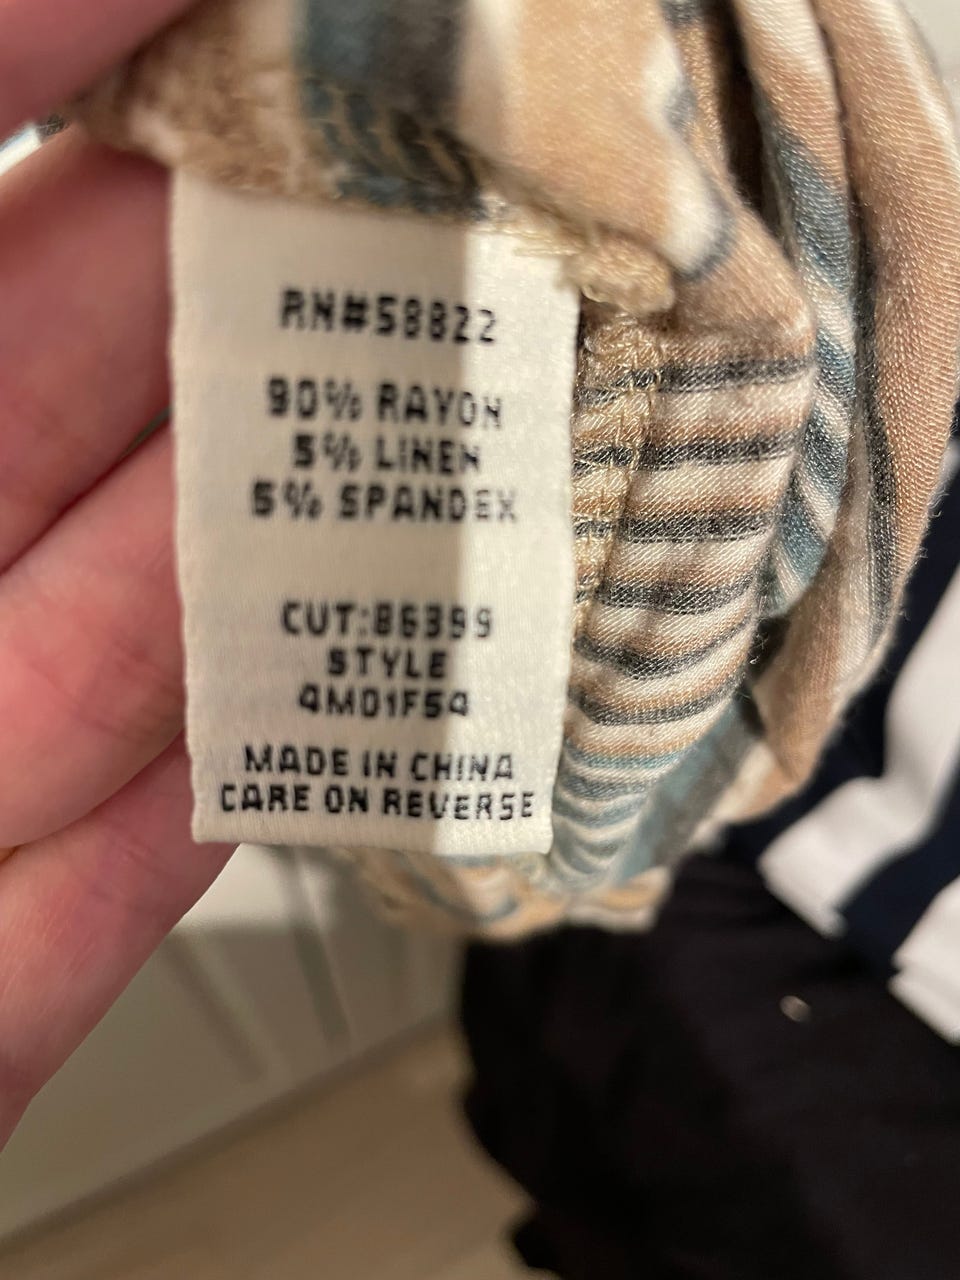 RN#58822
90% RAYON
5% LINEN
5% SPANDEX
CUT:86399
STYLE
4M01F54
MADE IN CHINA
CARE ON REVERSE